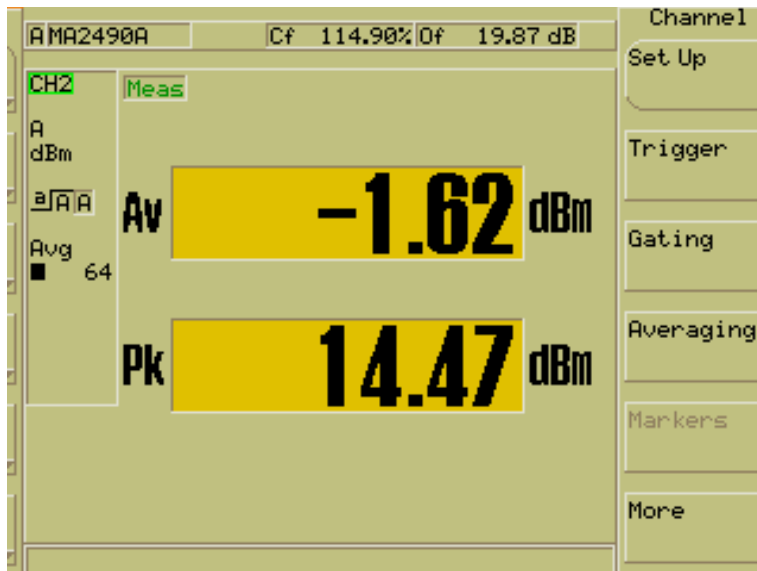 A MA2490A Cf 114.90% Of 19.87 dB
CH2
Meas
A
dBm
a A A
Avg
64
Av -1.62 dBm
Pk 14.47 dBm
Channel
Set Up
Trigger
Gating
Averaging
Markers
More